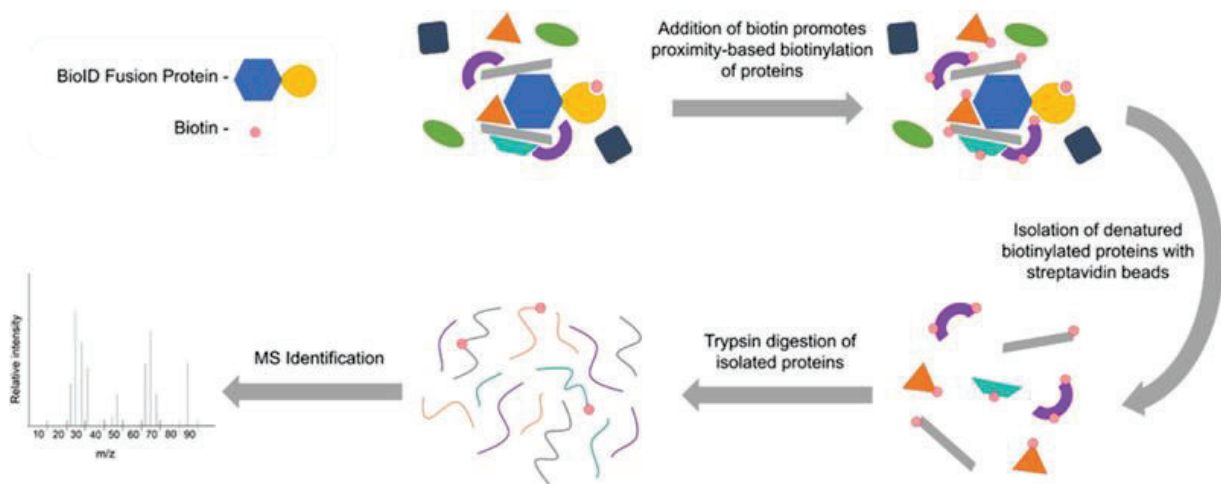 BioID Fusion Protein -
Biotin -
Addition of biotin promotes
proximity-based biotinylation
of proteins
Isolation of denatured
biotinylated proteins with
streptavidin beads
Trypsin digestion of
isolated proteins
MS Identification
Relative intensity
10 20 30 40 50 60 70 80 90
m/z